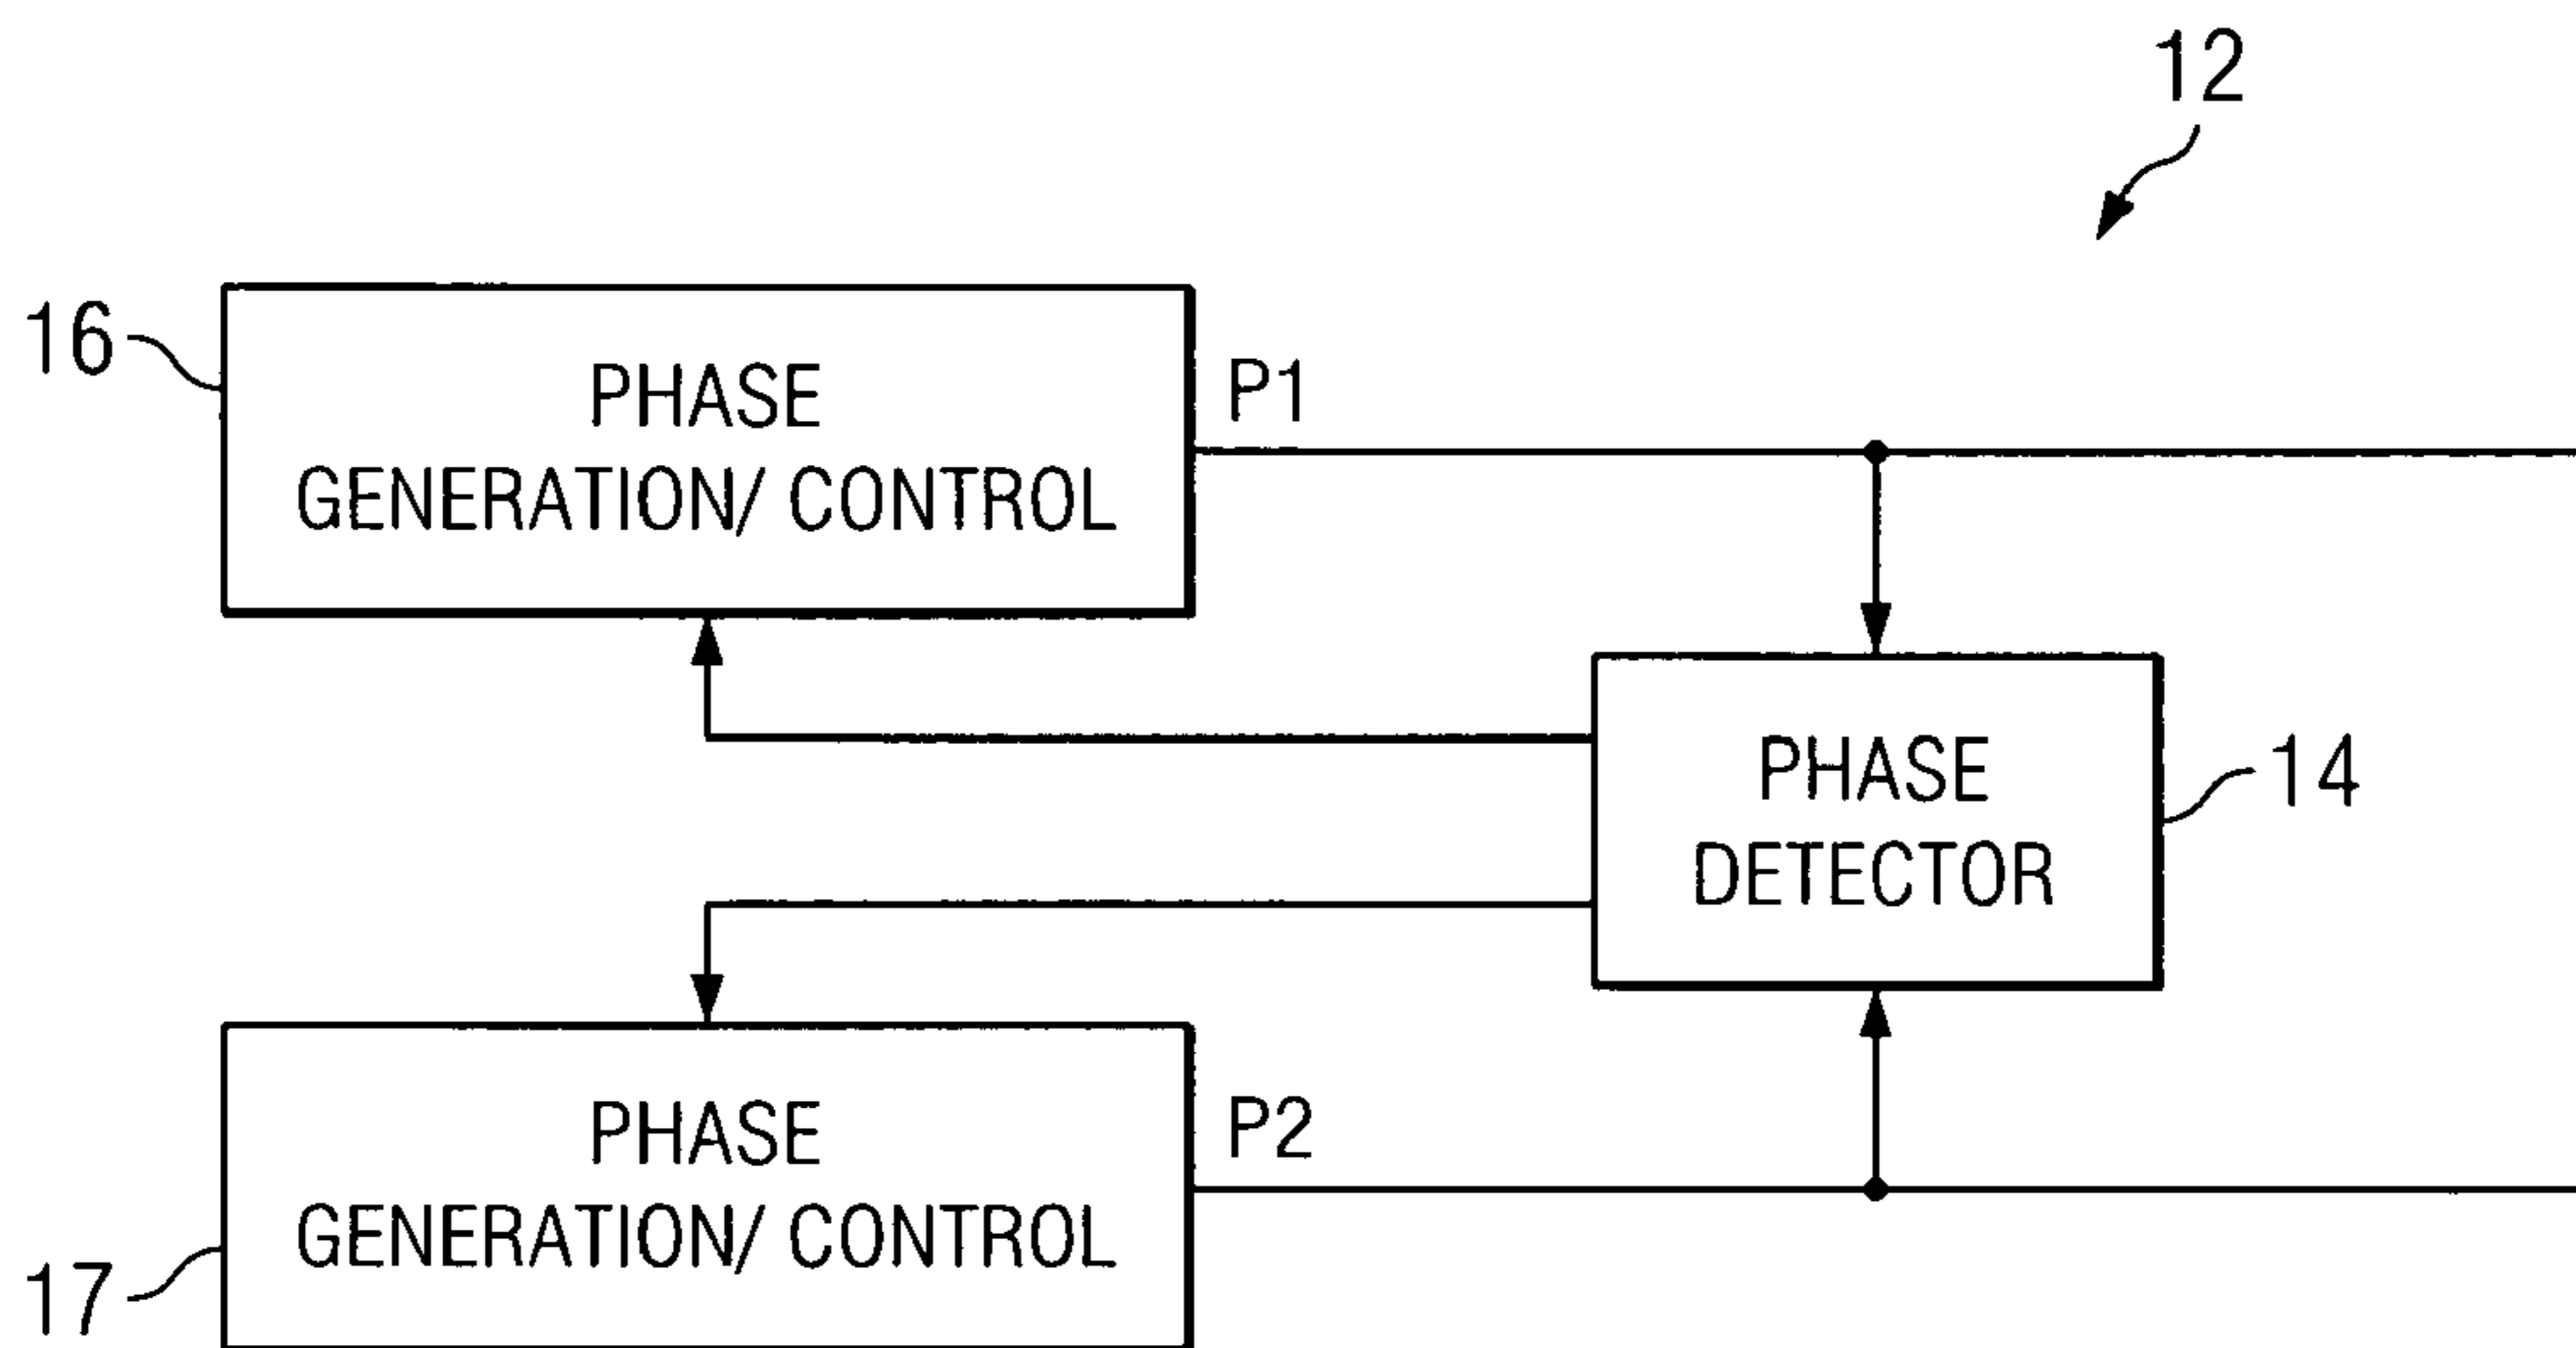 12
16
PHASE
GENERATION/ CONTROL
P1
PHASE
DETECTOR
14
PHASE
GENERATION/ CONTROL
P2
17